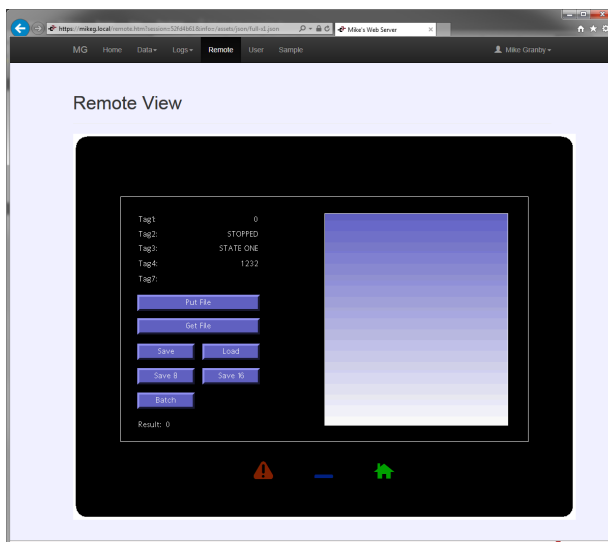 https://mikeg.local/remote.htm?session=52fd4b61&info=/assets/json/full-s1.json
Mike's Web Server
MG Home Data Logs Remote User Sample Mike Granby
Remote View
Tag1: 0
Tag2: STOPPED
Tag3: STATE ONE
Tag4: 1232
Tag7:
Put File
Get File
Save Load
Save 8 Save 16
Batch
Result: 0